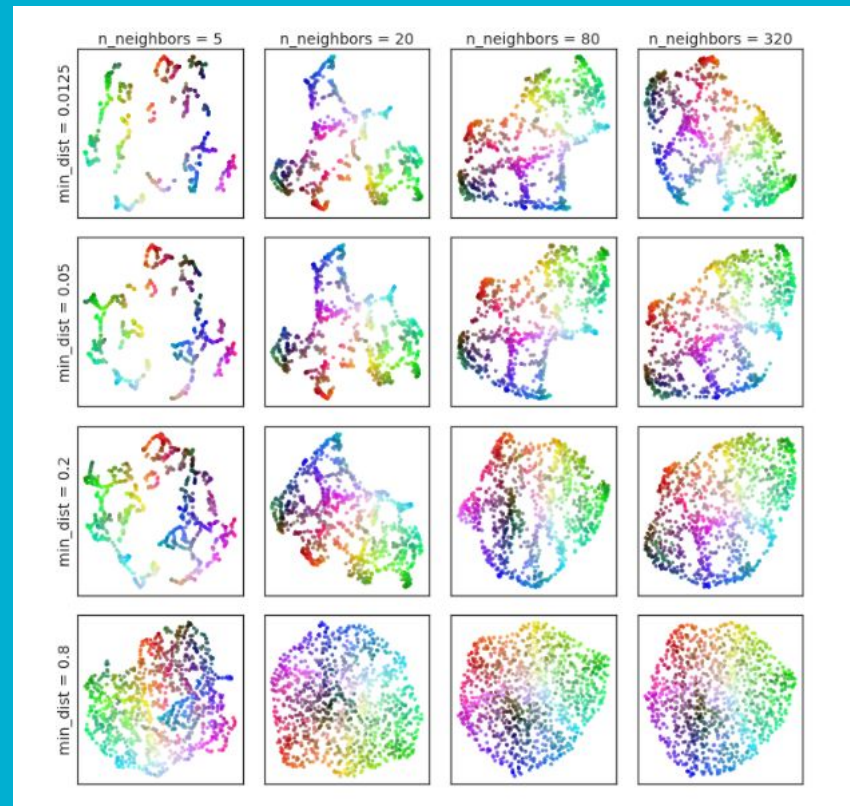 n_neighbors = 5
n_neighbors = 20
n_neighbors = 80
n_neighbors = 320
min_dist = 0.0125
min_dist = 0.05
min_dist = 0.2
min_dist = 0.8